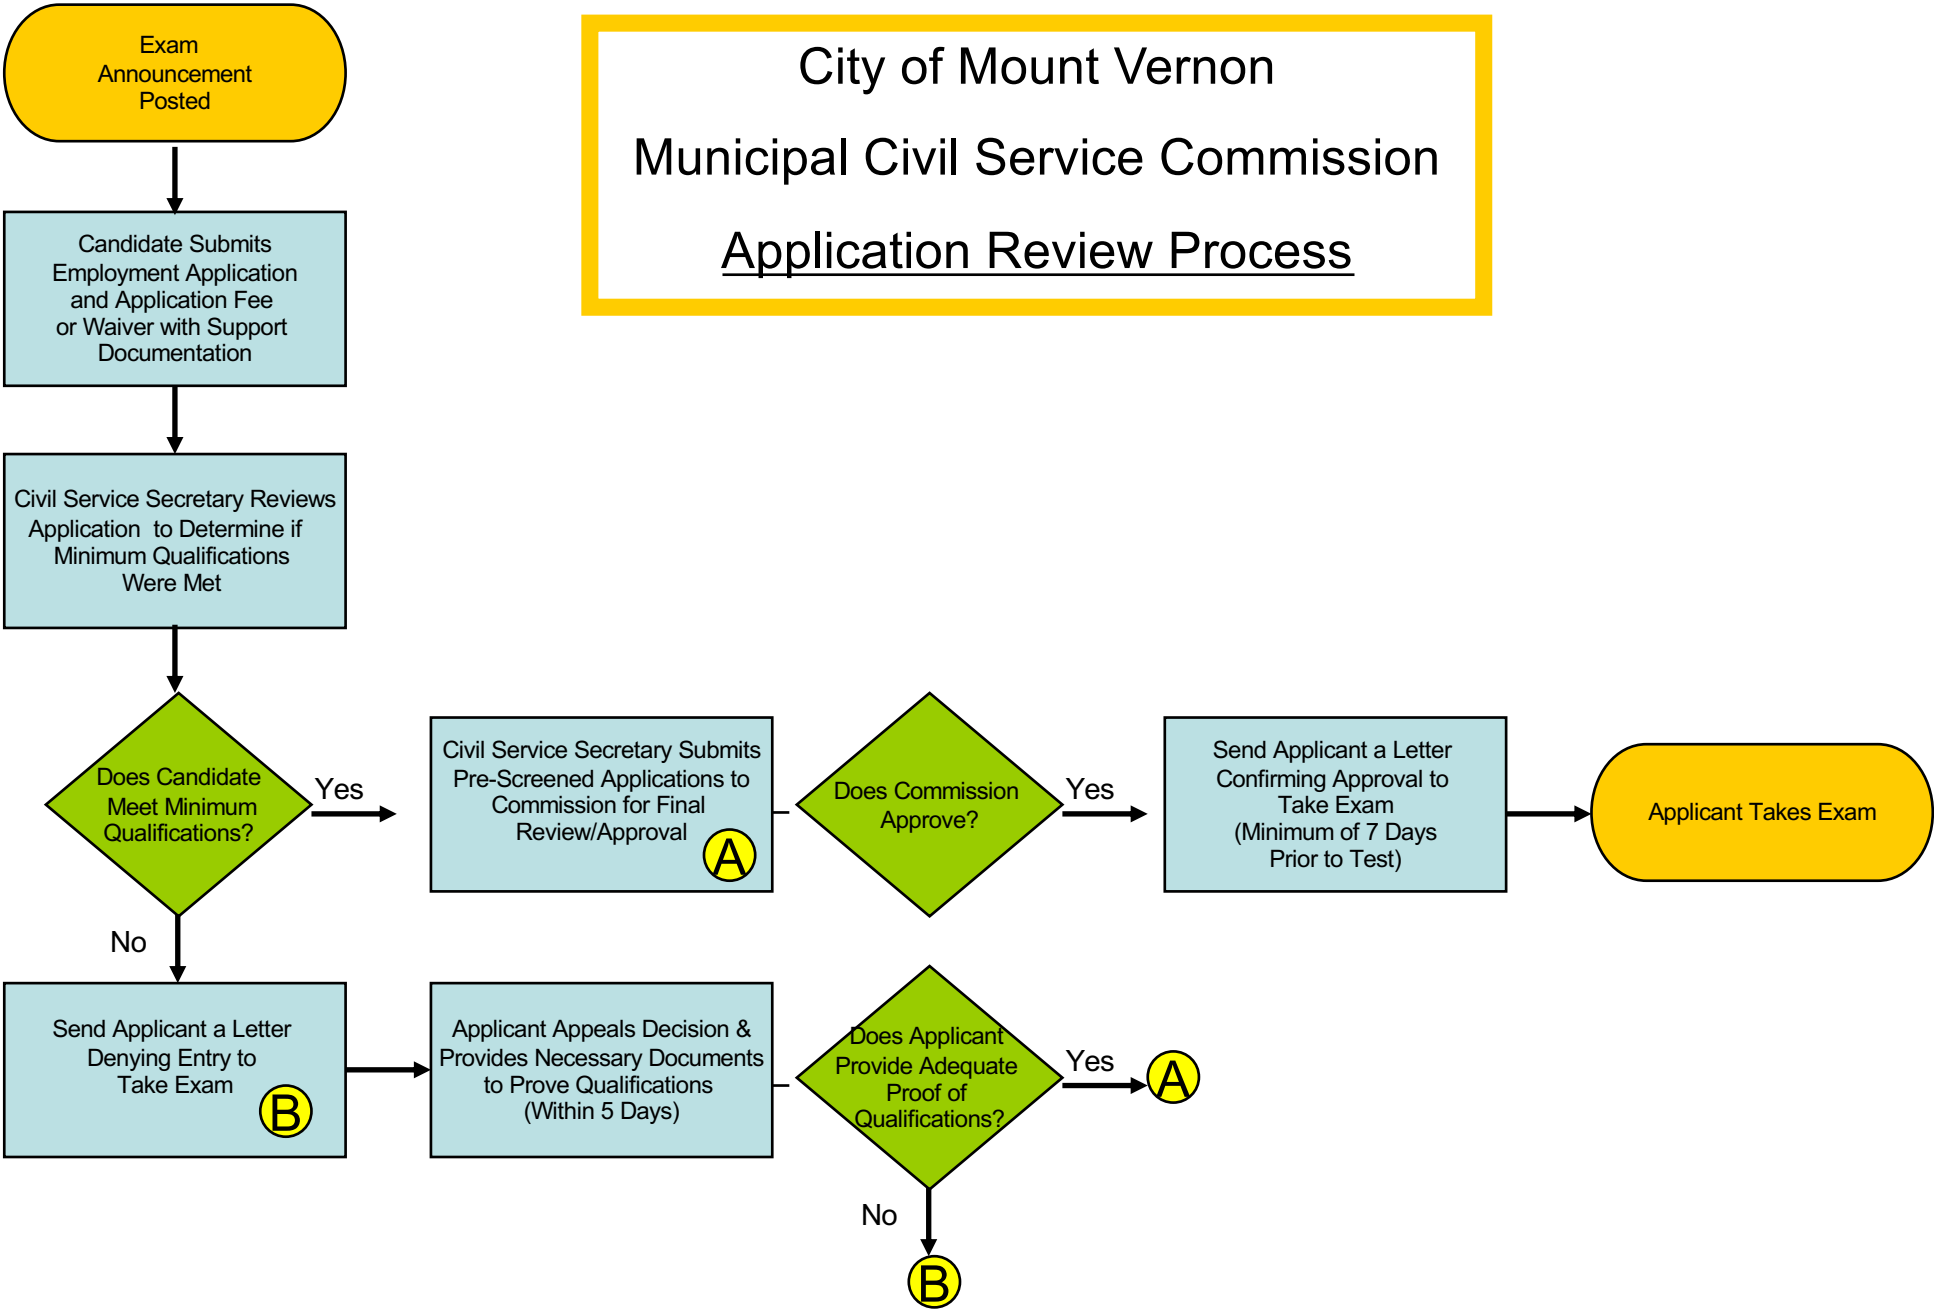 Exam
Announcement
Posted
City of Mount Vernon
Municipal Civil Service Commission
Application Review Process
Candidate Submits
Employment Application
and Application Fee
or Waiver with Support
Documentation
Civil Service Secretary Reviews
Application to Determine if
Minimum Qualifications
Were Met
Does Candidate
Meet Minimum
Qualifications?
Yes
Civil Service Secretary Submits
Pre-Screened Applications to
Commission for Final
Review/Approval
A
Does Commission
Approve?
Yes
Send Applicant a Letter
Confirming Approval to
Take Exam
(Minimum of 7 Days
Prior to Test)
Applicant Takes Exam
No
Send Applicant a Letter
Denying Entry to
Take Exam
B
Applicant Appeals Decision &
Provides Necessary Documents
to Prove Qualifications
(Within 5 Days)
Does Applicant
Provide Adequate
Proof of
Qualifications?
Yes
A
No
B